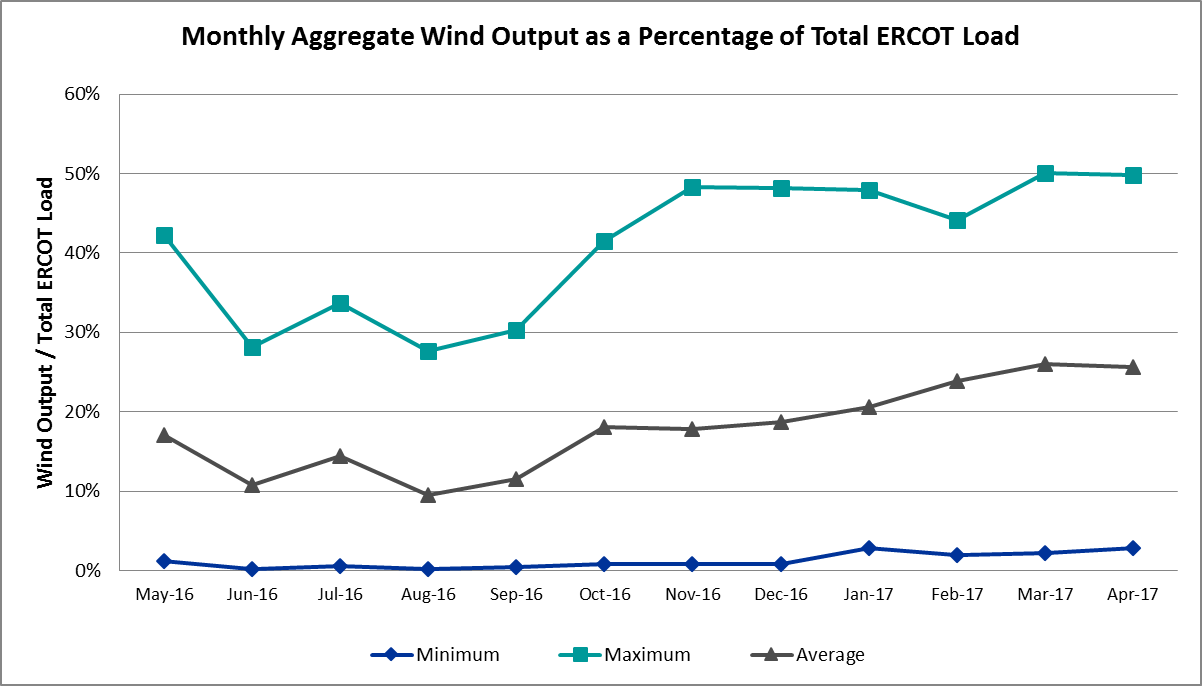 Monthly Aggregate Wind Output as a Percentage of Total ERCOT Load
Wind Output / Total ERCOT Load
60%
50%
40%
30%
20%
10%
0%
May-16 Jun-16 Jul-16 Aug-16 Sep-16 Oct-16 Nov-16 Dec-16 Jan-17 Feb-17 Mar-17 Apr-17
Minimum Maximum Average